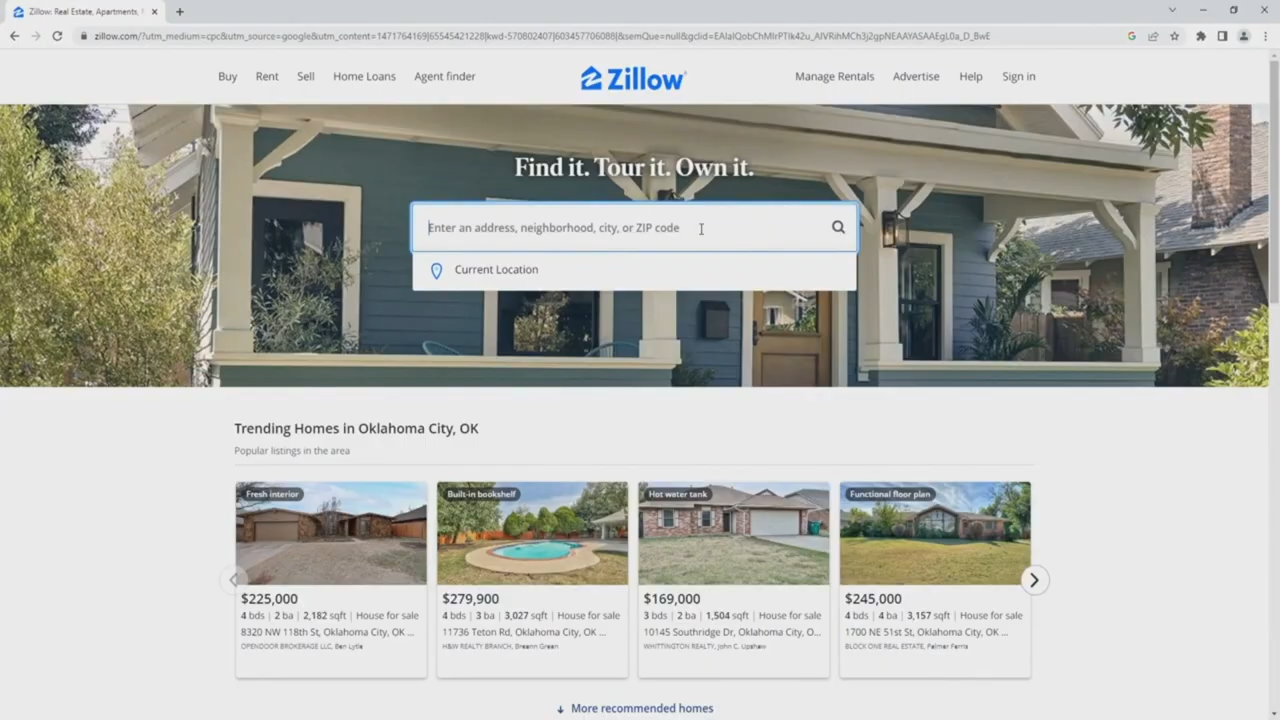 Zillow: Real Estate, Apartments,
zillow.com/?utm_medium=cpc&utm_source=google&utm_content=1471764169|65545421228|kwd-570802407|603457706088|&semQue=null&gclid=EAIaIQobChMIrPTIk42u_AIVRihMCh3j2gpNEAAYASAAEgL0a_D_BwE
Buy Rent Sell Home Loans Agent finder Zillow Manage Rentals Advertise Help Sign in
Find it. Tour it. Own it.
Enter an address, neighborhood, city, or ZIP code
Current Location
Trending Homes in Oklahoma City, OK
Popular listings in the area
Fresh interior
$225,000
4 bds | 2 ba | 2,182 sqft | House for sale
8320 NW 118th St, Oklahoma City, OK ...
OPENDOOR BROKERAGE LLC, Ben Lytle
Built-in bookshelf
$279,900
4 bds | 3 ba | 3,027 sqft | House for sale
11736 Teton Rd, Oklahoma City, OK ...
H&W REALTY BRANCH, Breann Green
Hot water tank
$169,000
3 bds | 2 ba | 1,504 sqft | House for sale
10145 Southridge Dr, Oklahoma City, O...
WHITTINGTON REALTY, John C. Upshaw
Functional floor plan
$245,000
4 bds | 4 ba | 3,157 sqft | House for sale
1700 NE 51st St, Oklahoma City, OK ...
BLOCK ONE REAL ESTATE, Palmer Ferris
More recommended homes